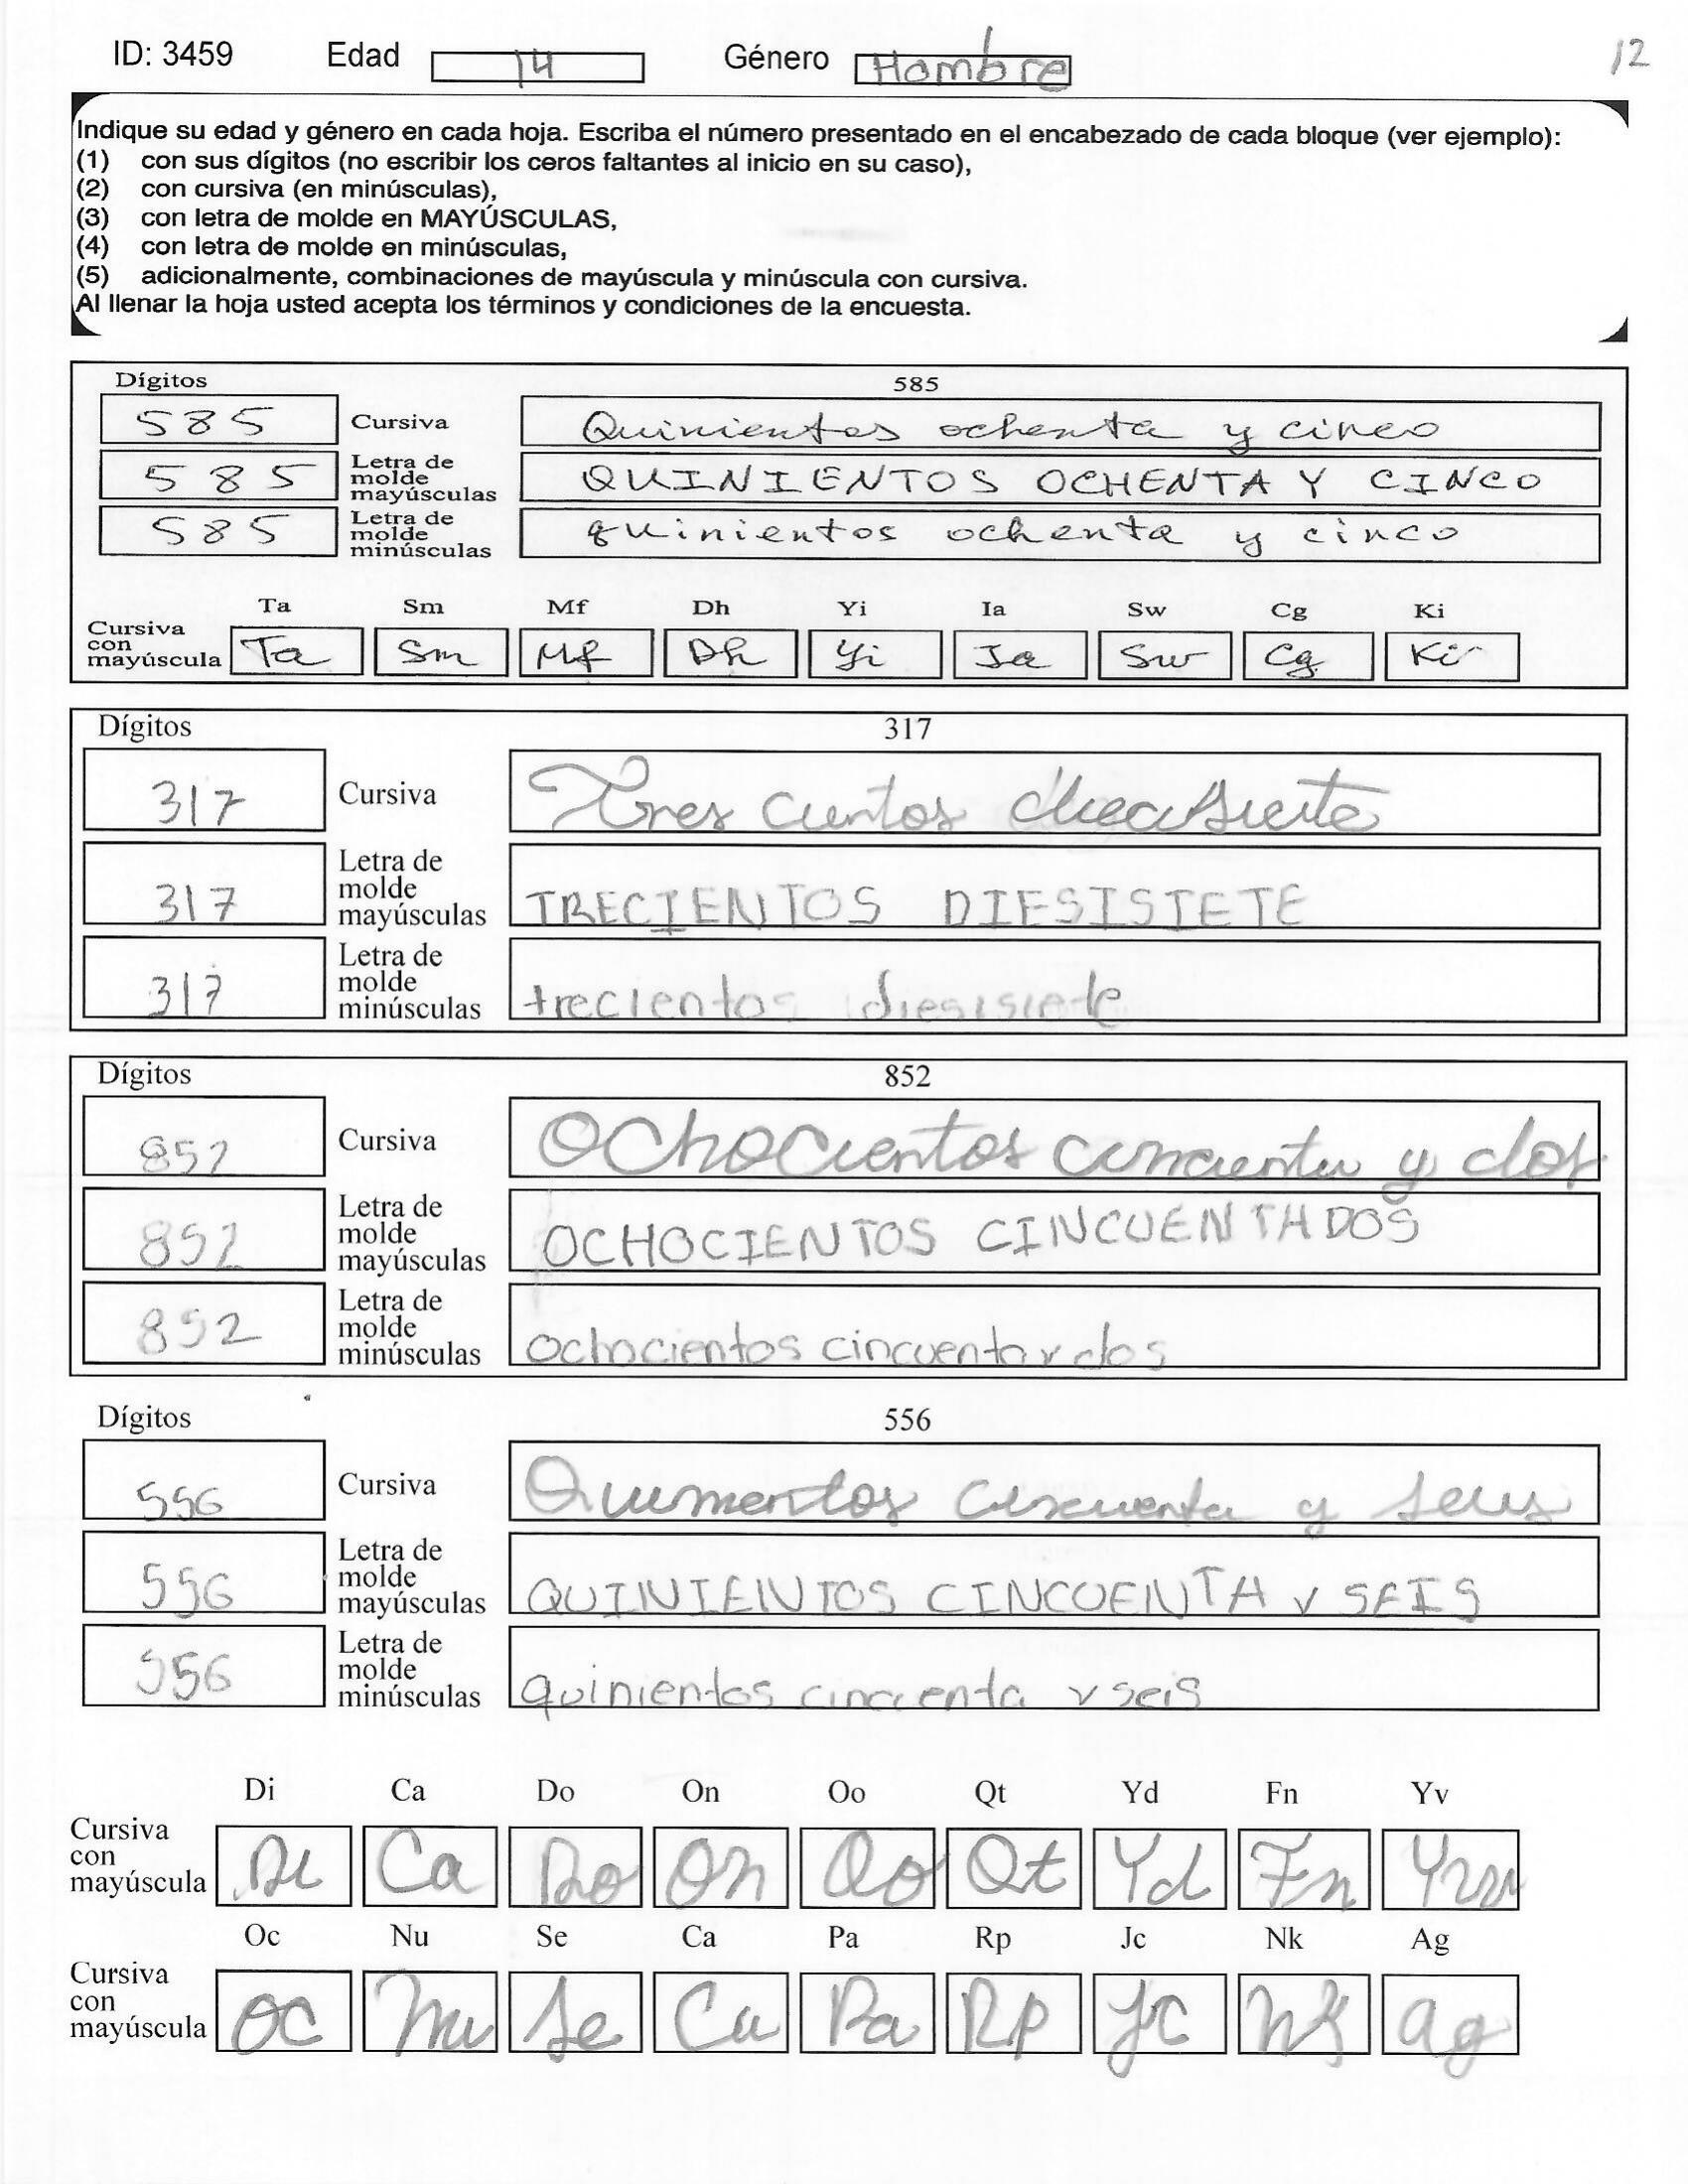 ID: 3459 Edad 14 Género Hombre 12
Indique su edad y género en cada hoja. Escriba el número presentado en el encabezado de cada bloque (ver ejemplo):
(1) con sus dígitos (no escribir los ceros faltantes al inicio en su caso),
(2) con cursiva (en minúsculas),
(3) con letra de molde en MAYÚSCULAS,
(4) con letra de molde en minúsculas,
(5) adicionalmente, combinaciones de mayúscula y minúscula con cursiva.
Al llenar la hoja usted acepta los términos y condiciones de la encuesta.
Dígitos 585
585 Cursiva Quinientos ochenta y cinco
585 Letra de molde mayúsculas QUINIENTOS OCHENTA Y CINCO
585 Letra de molde minúsculas quinientos ochenta y cinco
Ta Sm Mf Dh Yi Ia Sw Cg Ki
Cursiva con mayúscula Ta Sm Mf Dh Yi Ia Sw Cg Ki
Dígitos 317
317 Cursiva Tres cientos
317 Letra de molde mayúsculas TRECIENTOS DIESISIETE
317 Letra de molde minúsculas trecientos diesisiete
Dígitos 852
852 Cursiva Ochocientos y dos
852 Letra de molde mayúsculas OCHOCIENTOS CINCUENTADOS
852 Letra de molde minúsculas ochocientos cincuenta y dos
Dígitos 556
556 Cursiva y seis
556 Letra de molde mayúsculas QUINIENTOS CINCUENTA Y SEIS
556 Letra de molde minúsculas quinientos y seis
Di Ca Do On Oo Qt Yd Fn Yv
Cursiva con mayúscula Di Ca Do On Oo Qt Yd Fn
Oc Nu Se Ca Pa Rp Jc Nk Ag
Cursiva con mayúscula Oc Nu Se Ca Pa Rp Jc Nk ag